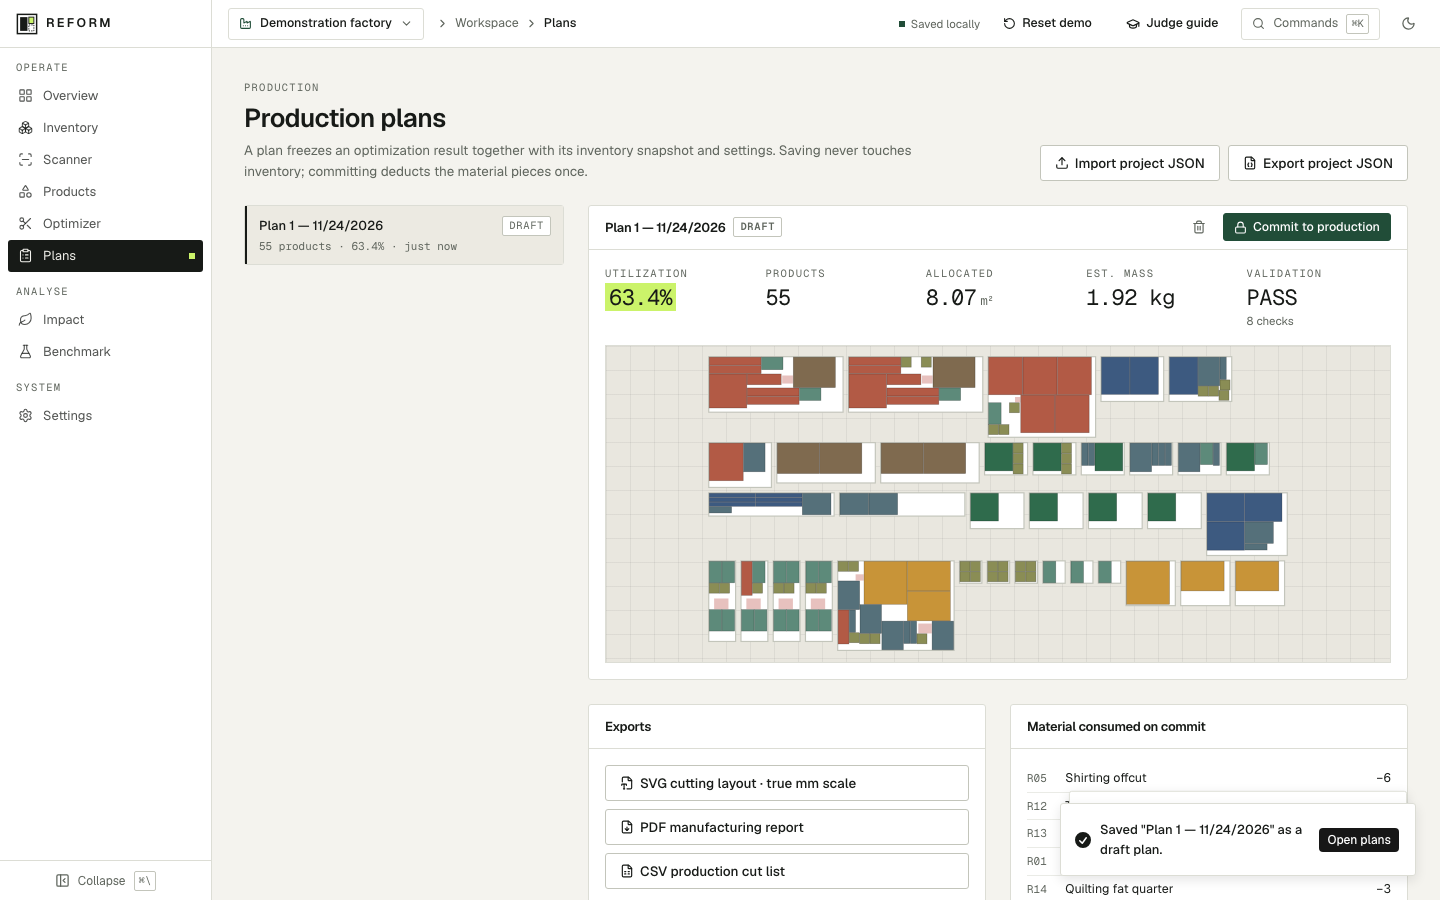 REFORM
Demonstration factory
Workspace
Plans
Saved locally
Reset demo
Judge guide
Commands
⌘K
OPERATE
Overview
Inventory
Scanner
Products
Optimizer
Plans
ANALYSE
Impact
Benchmark
SYSTEM
Settings
Collapse
⌘\
PRODUCTION
Production plans
A plan freezes an optimization result together with its inventory snapshot and settings. Saving never touches
inventory; committing deducts the material pieces once.
Import project JSON
Export project JSON
Plan 1 — 11/24/2026
DRAFT
55 products · 63.4% · just now
Plan 1 — 11/24/2026
DRAFT
Commit to production
UTILIZATION
63.4%
PRODUCTS
55
ALLOCATED
8.07 m²
EST. MASS
1.92 kg
VALIDATION
PASS
8 checks
Exports
SVG cutting layout · true mm scale
PDF manufacturing report
CSV production cut list
Material consumed on commit
R05 Shirting offcut −6
R12
R13
R01
R14 Quilting fat quarter −3
Saved "Plan 1 — 11/24/2026" as a
draft plan.
Open plans